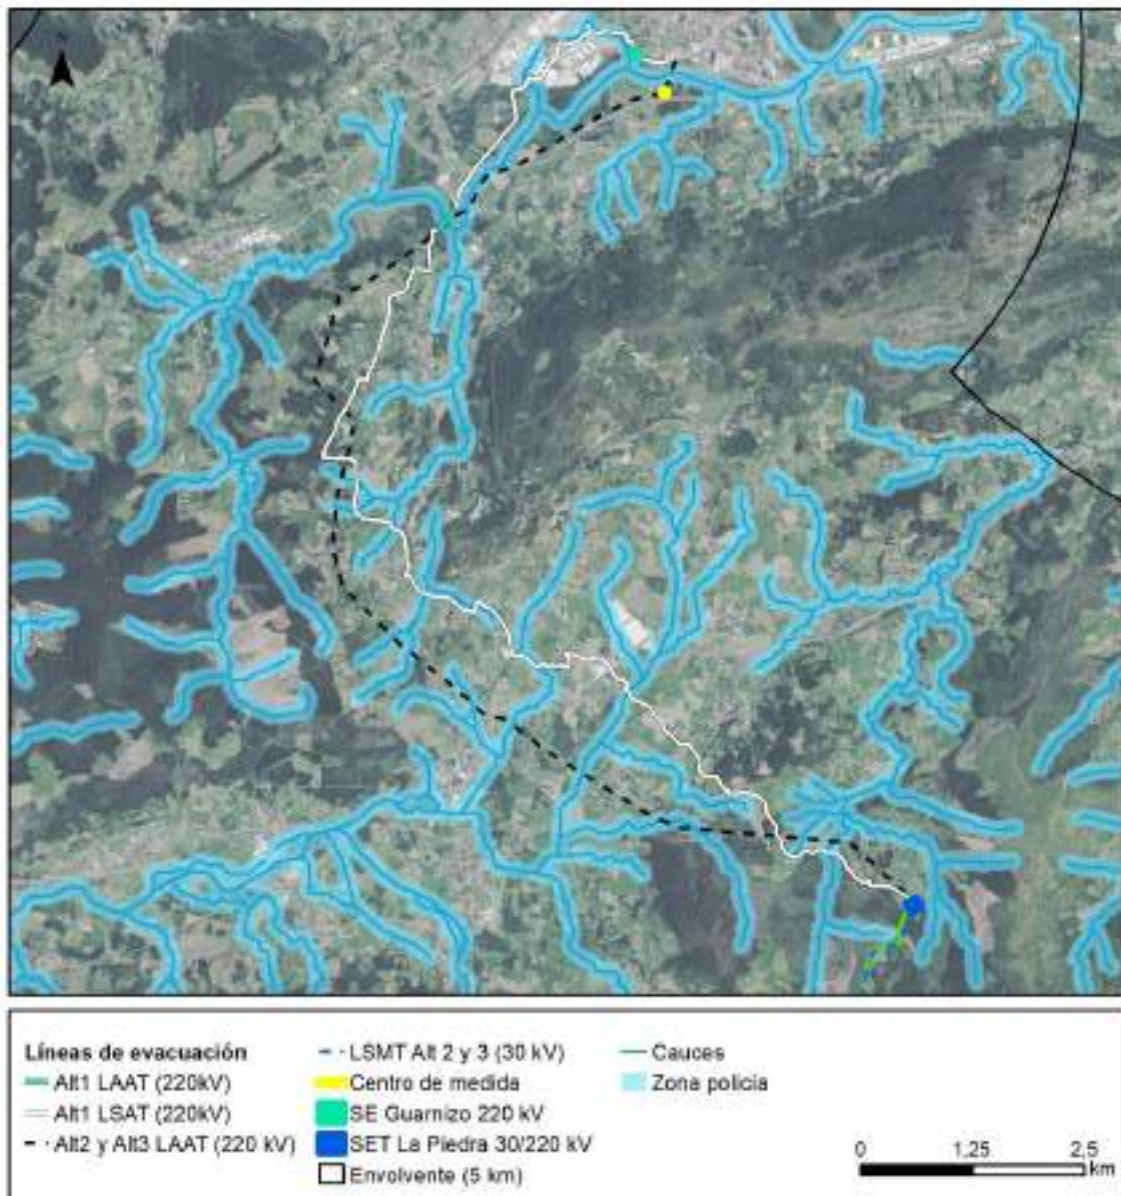 Líneas de evacuación
Alt1 LAAT (220kV)
Alt1 LSAT (220kV)
Alt2 y Alt3 LAAT (220 kV)
LSMT Alt 2 y 3 (30 kV)
Centro de medida
SE Guarnizo 220 kV
SET La Piedra 30/220 kV
Envolvente (5 km)
Cauces
Zona policía
0 1,25 2,5
km